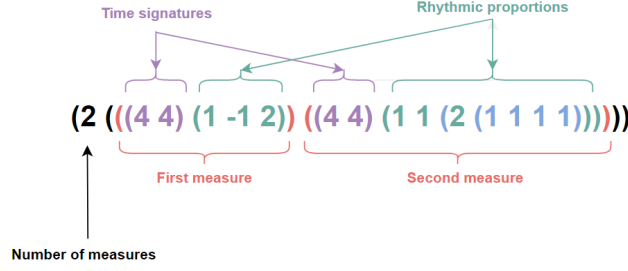 Time signatures
Rhythmic proportions
(2 (((4 4) (1 -1 2)) ((4 4) (1 1 (2 (1 1 1 1))))))
First measure
Second measure
Number of measures